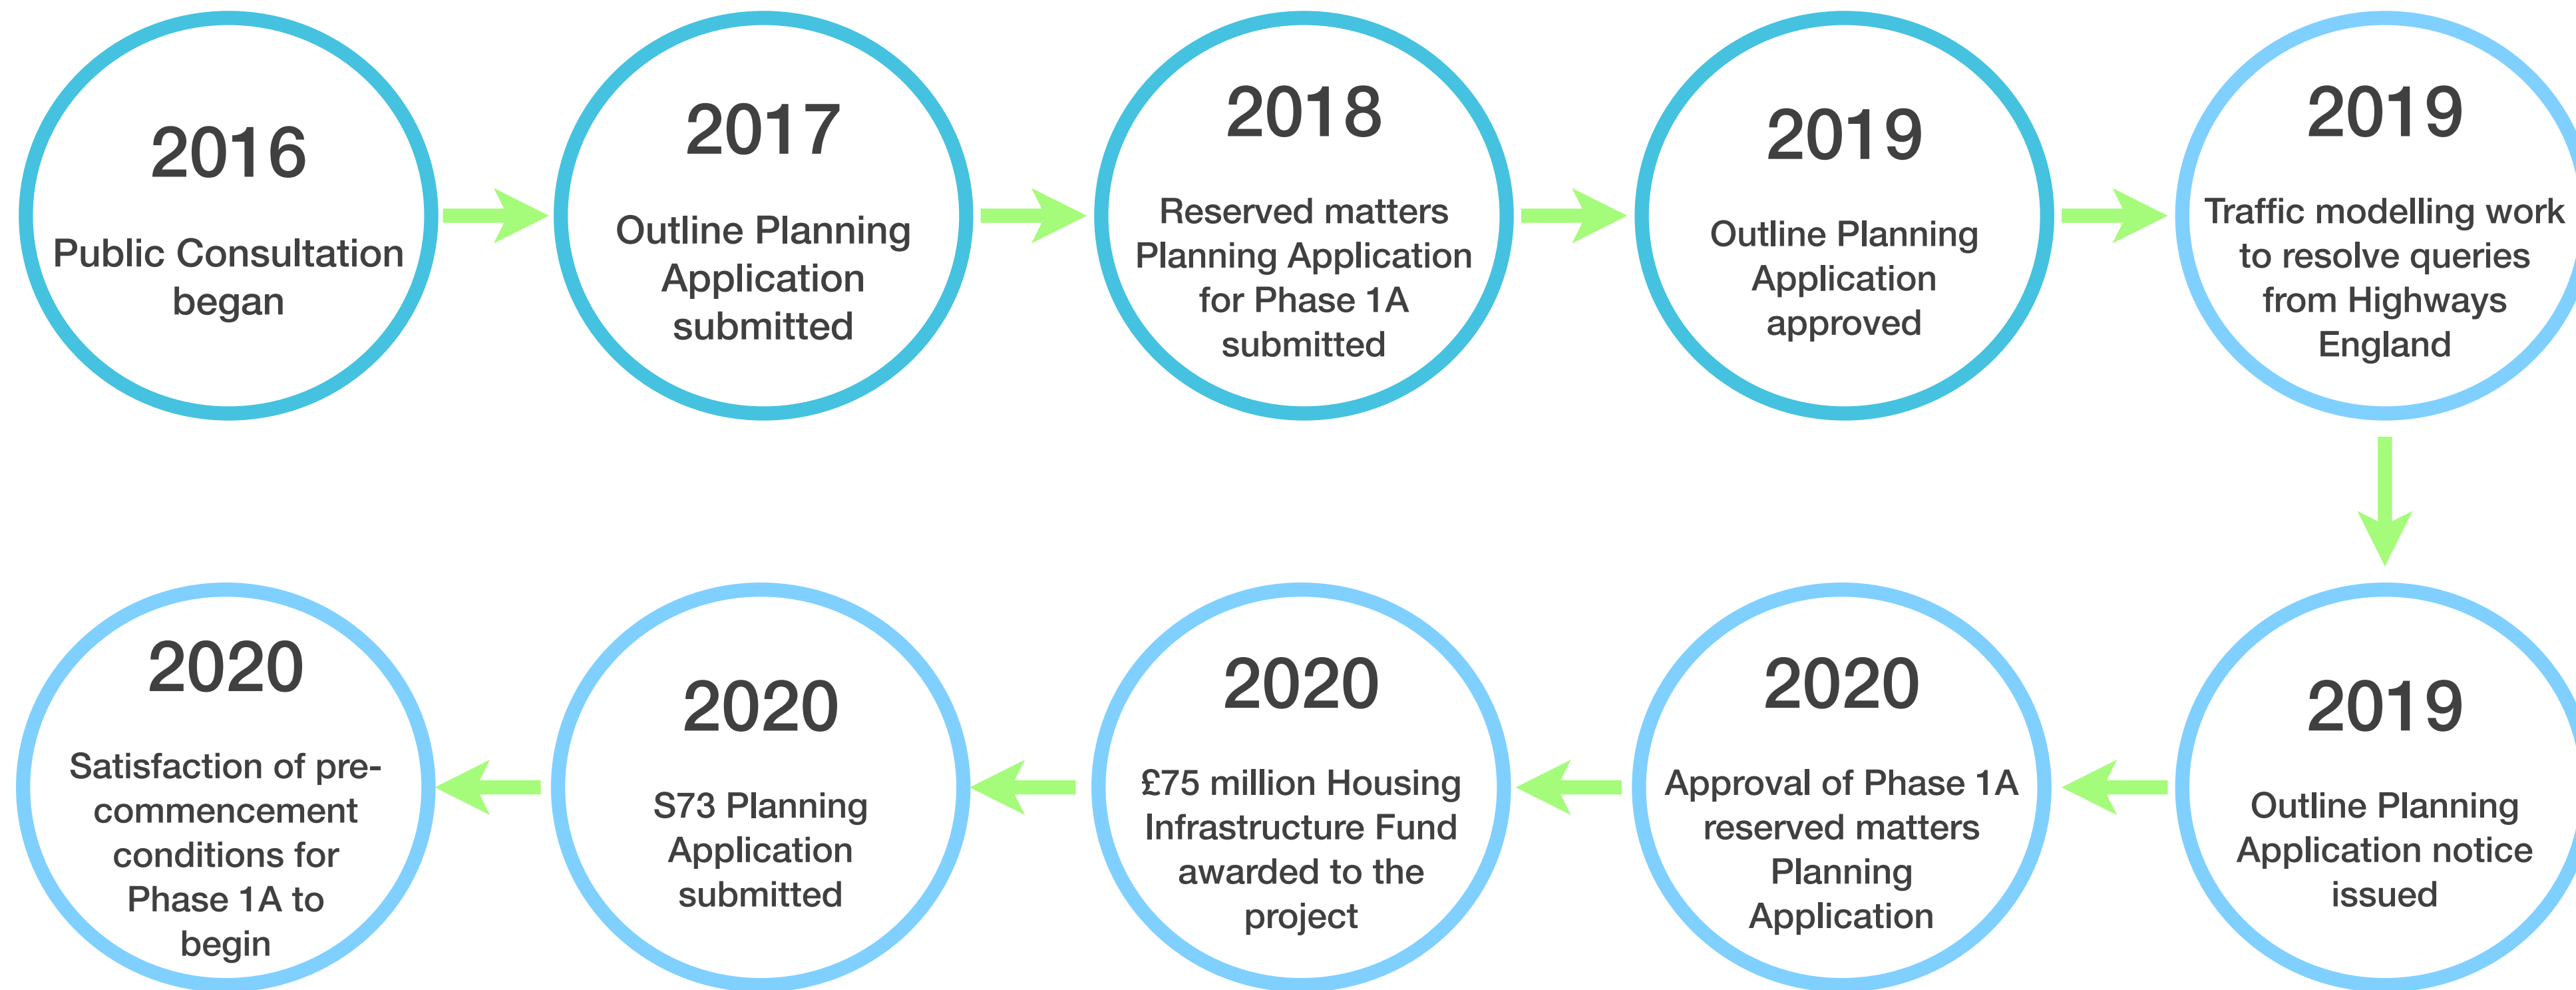 2016
Public Consultation
began
2017
Outline Planning
Application
submitted
2018
Reserved matters
Planning Application
for Phase 1A
submitted
2019
Outline Planning
Application
approved
2019
Traffic modelling work
to resolve queries
from Highways
England
2019
Outline Planning
Application notice
issued
2020
Approval of Phase 1A
reserved matters
Planning
Application
2020
£75 million Housing
Infrastructure Fund
awarded to the
project
2020
S73 Planning
Application
submitted
2020
Satisfaction of pre-
commencement
conditions for
Phase 1A to
begin